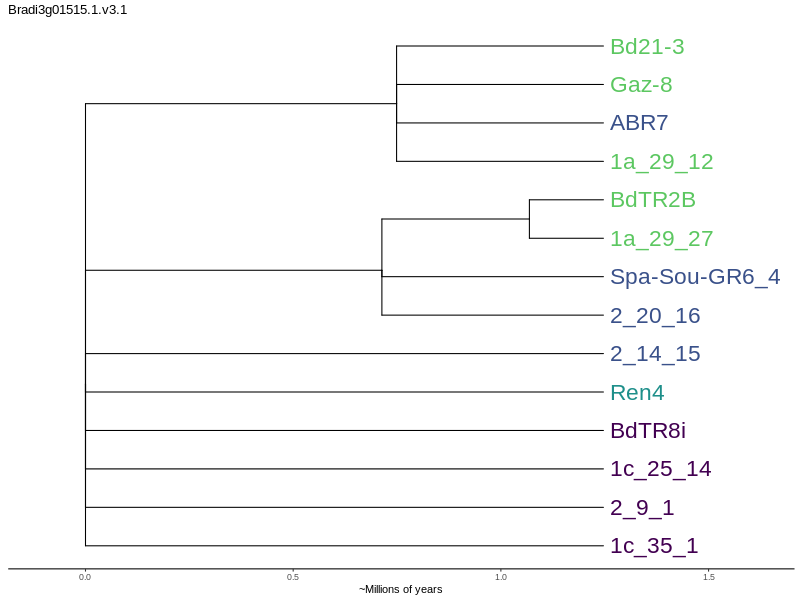 Bradi3g01515.1.v3.1
Bd21-3
Gaz-8
ABR7
1a_29_12
BdTR2B
1a_29_27
Spa-Sou-GR6_4
2_20_16
2_14_15
Ren4
BdTR8i
1c_25_14
2_9_1
1c_35_1
0.0 0.5 1.0 1.5
~Millions of years